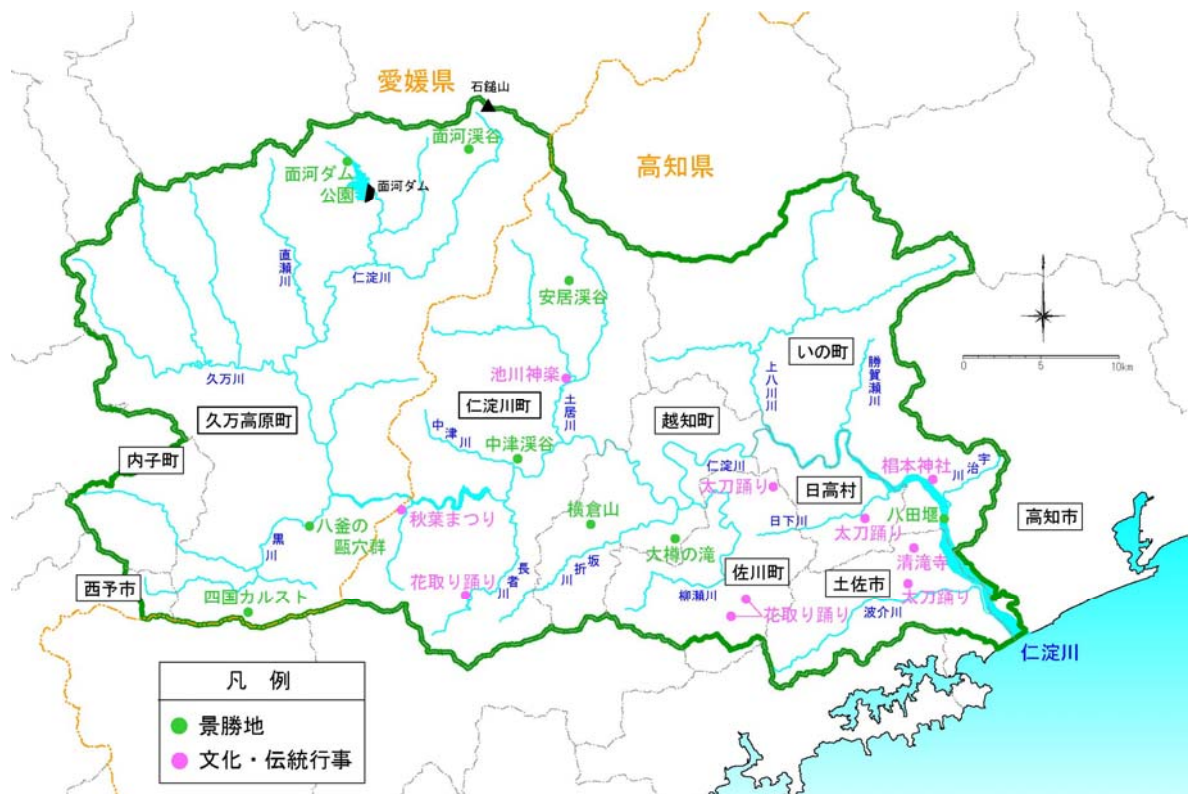 愛媛県
石鎚山
面河渓谷
面河ダム
公園
面河ダム
高知県
直瀬川
仁淀川
安居渓谷
いの町
上八川川
勝賀瀬川
久万川
池川神楽
土居川
仁淀川町
越知町
久万高原町
中津川
中津渓谷
仁淀川
内子町
太刀踊り
椙本神社
宇治川
日高村
秋葉まつり
横倉山
日下川
太刀踊り
八田堰
高知市
八釜の
甌穴群
黒川
大樽の滝
清滝寺
坂折川
長者川
花取り踊り
佐川町
土佐市
太刀踊り
西予市
四国カルスト
柳瀬川
花取り踊り
波介川
仁淀川
0 5 10km
凡 例
景勝地
文化・伝統行事